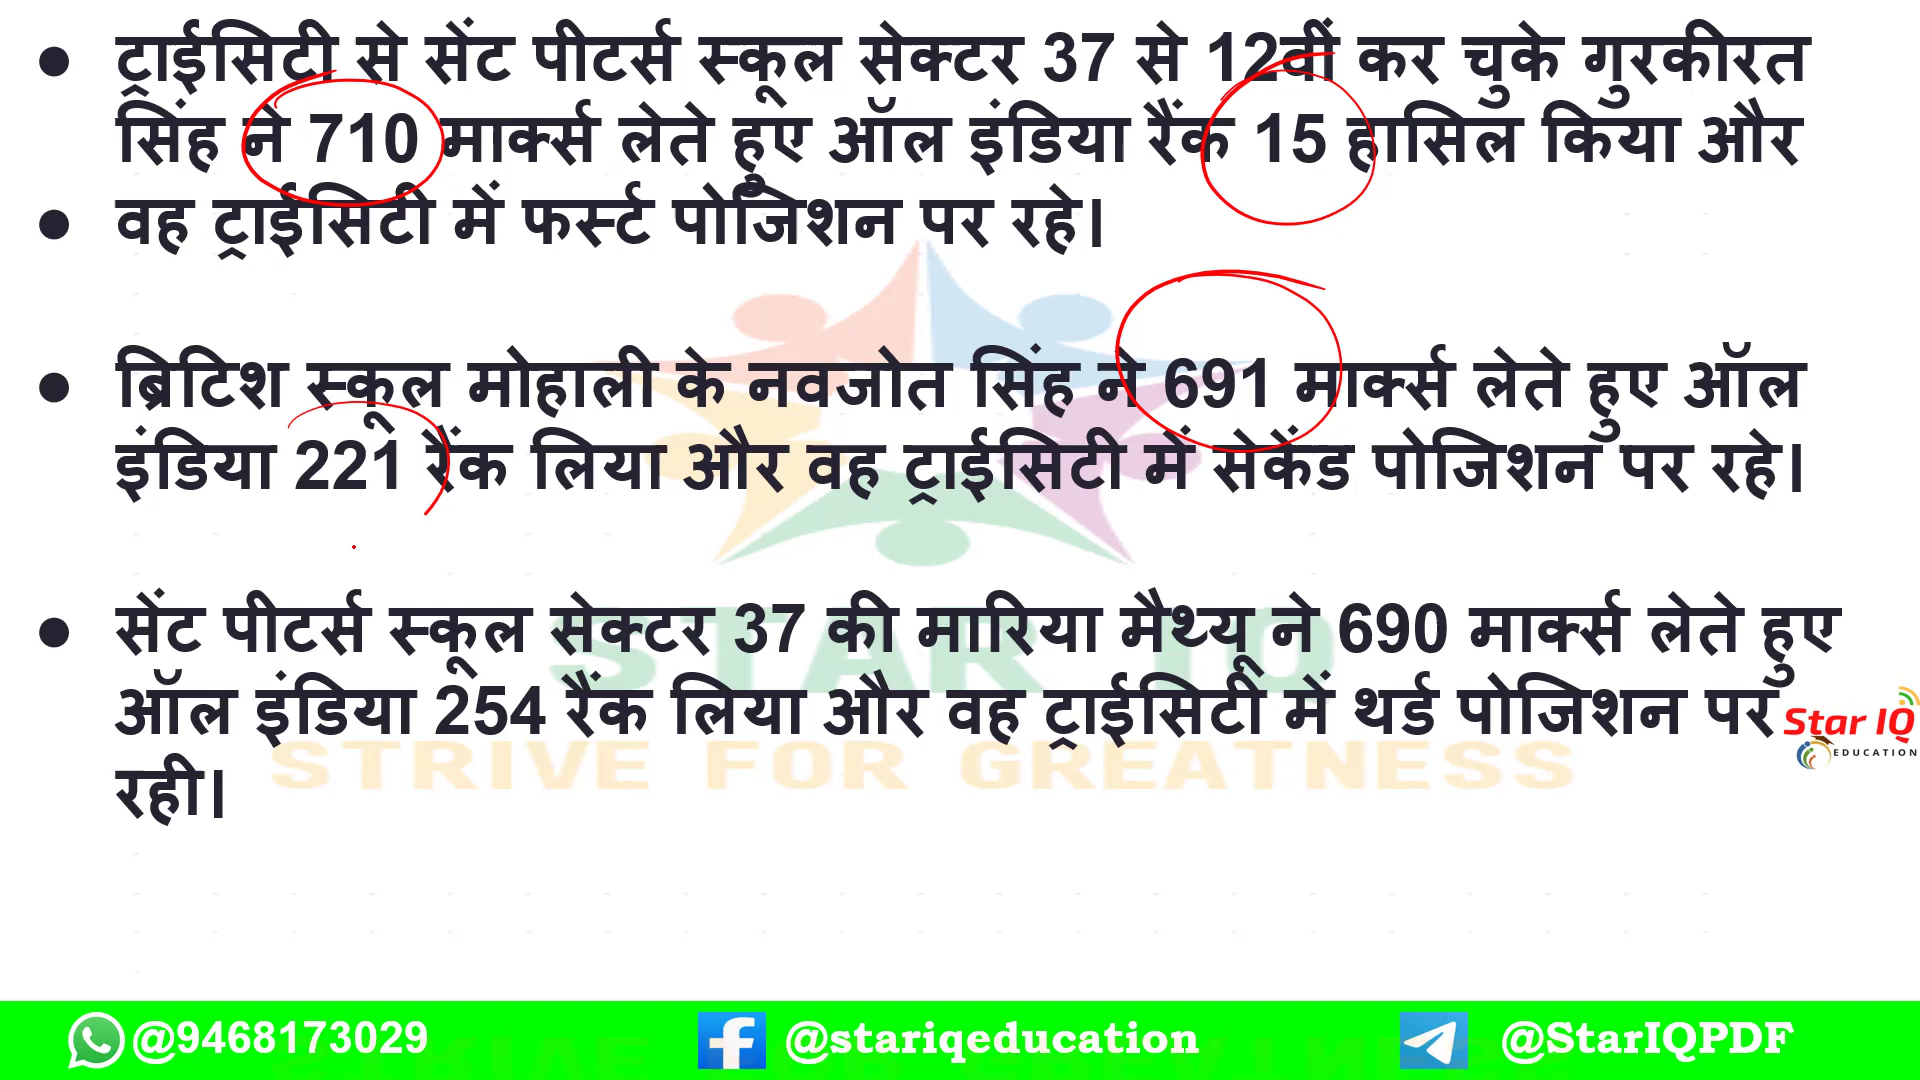 ● ट्राईसिटी से सेंट पीटर्स स्कूल सेक्टर 37 से 12वीं कर चुके गुरकीरत
सिंह ने 710 मार्क्स लेते हुए ऑल इंडिया रैंक 15 हासिल किया और
● वह ट्राईसिटी में फर्स्ट पोजिशन पर रहे।
● ब्रिटिश स्कूल मोहाली के नवजोत सिंह ने 691 मार्क्स लेते हुए ऑल
इंडिया 221 रैंक लिया और वह ट्राईसिटी में सेकेंड पोजिशन पर रहे।
● सेंट पीटर्स स्कूल सेक्टर 37 की मारिया मैथ्यू ने 690 मार्क्स लेते हुए
ऑल इंडिया 254 रैंक लिया और वह ट्राईसिटी में थर्ड पोजिशन पर
रही।
STAR IQ
STRIVE FOR GREATNESS
Star IQ
EDUCATION
@9468173029
@stariqeducation
@StarIQPDF